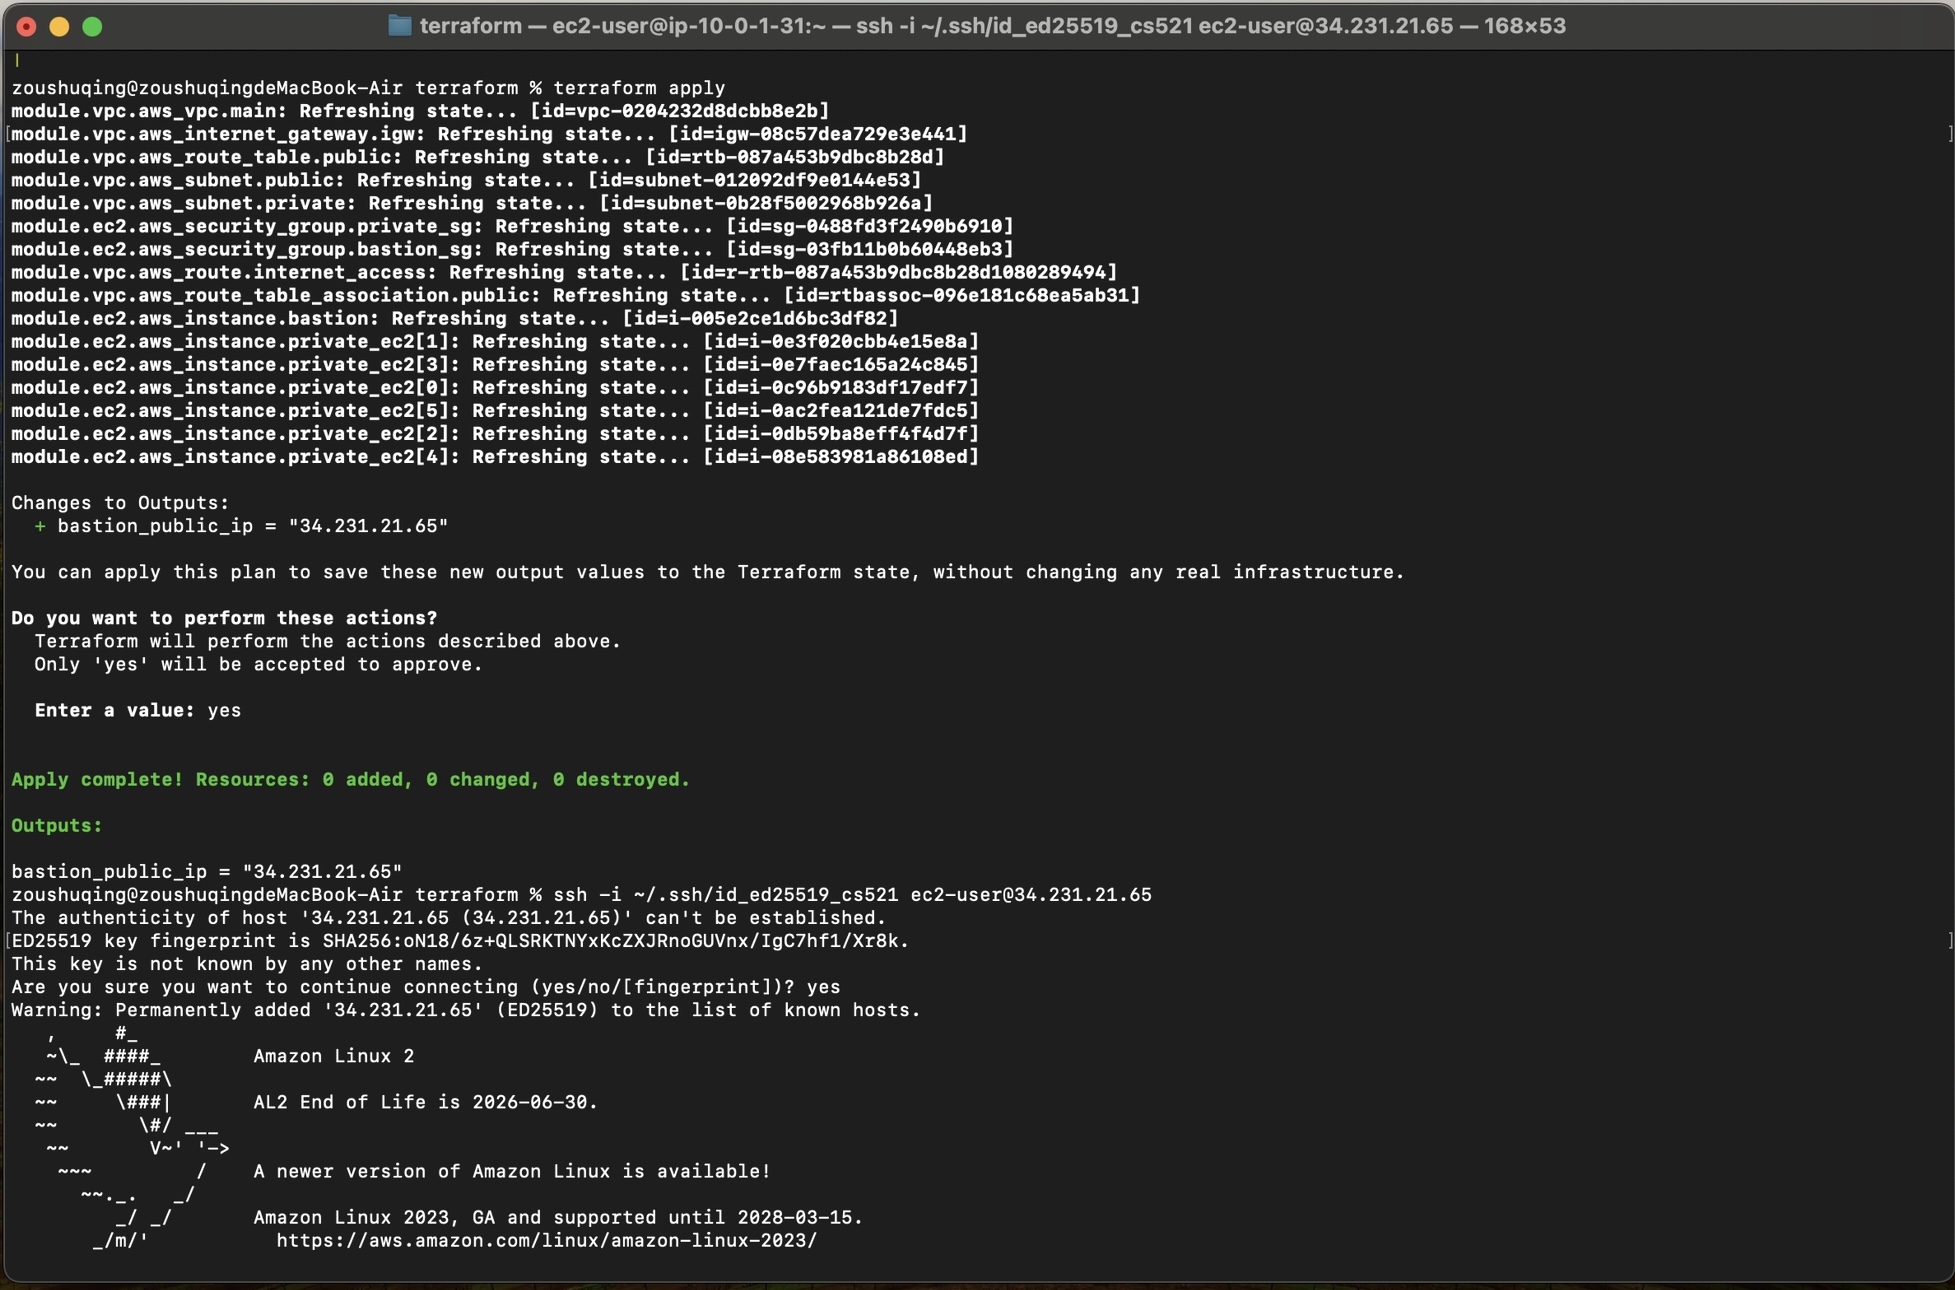 terraform — ec2-user@ip-10-0-1-31:~ — ssh -i ~/.ssh/id_ed25519_cs521 ec2-user@34.231.21.65 — 168×53
zoushuqing@zoushuqingdeMacBook-Air terraform % terraform apply
module.vpc.aws_vpc.main: Refreshing state... [id=vpc-0204232d8dcbb8e2b]
module.vpc.aws_internet_gateway.igw: Refreshing state... [id=igw-08c57dea729e3e441]
module.vpc.aws_route_table.public: Refreshing state... [id=rtb-087a453b9dbc8b28d]
module.vpc.aws_subnet.public: Refreshing state... [id=subnet-012092df9e0144e53]
module.vpc.aws_subnet.private: Refreshing state... [id=subnet-0b28f5002968b926a]
module.ec2.aws_security_group.private_sg: Refreshing state... [id=sg-0488fd3f2490b6910]
module.ec2.aws_security_group.bastion_sg: Refreshing state... [id=sg-03fb11b0b60448eb3]
module.vpc.aws_route.internet_access: Refreshing state... [id=r-rtb-087a453b9dbc8b28d1080289494]
module.vpc.aws_route_table_association.public: Refreshing state... [id=rtbassoc-096e181c68ea5ab31]
module.ec2.aws_instance.bastion: Refreshing state... [id=i-005e2ce1d6bc3df82]
module.ec2.aws_instance.private_ec2[1]: Refreshing state... [id=i-0e3f020cbb4e15e8a]
module.ec2.aws_instance.private_ec2[3]: Refreshing state... [id=i-0e7faec165a24c845]
module.ec2.aws_instance.private_ec2[0]: Refreshing state... [id=i-0c96b9183df17edf7]
module.ec2.aws_instance.private_ec2[5]: Refreshing state... [id=i-0ac2fea121de7fdc5]
module.ec2.aws_instance.private_ec2[2]: Refreshing state... [id=i-0db59ba8eff4f4d7f]
module.ec2.aws_instance.private_ec2[4]: Refreshing state... [id=i-08e583981a86108ed]
Changes to Outputs:
  + bastion_public_ip = "34.231.21.65"
You can apply this plan to save these new output values to the Terraform state, without changing any real infrastructure.
Do you want to perform these actions?
  Terraform will perform the actions described above.
  Only 'yes' will be accepted to approve.
  Enter a value: yes
Apply complete! Resources: 0 added, 0 changed, 0 destroyed.
Outputs:
bastion_public_ip = "34.231.21.65"
zoushuqing@zoushuqingdeMacBook-Air terraform % ssh -i ~/.ssh/id_ed25519_cs521 ec2-user@34.231.21.65
The authenticity of host '34.231.21.65 (34.231.21.65)' can't be established.
ED25519 key fingerprint is SHA256:oN18/6z+QLSRKTNYxKcZXJRnoGUVnx/IgC7hf1/Xr8k.
This key is not known by any other names.
Are you sure you want to continue connecting (yes/no/[fingerprint])? yes
Warning: Permanently added '34.231.21.65' (ED25519) to the list of known hosts.
   ,     #_
   ~\_  ####_        Amazon Linux 2
  ~~  \_#####\
  ~~     \###|       AL2 End of Life is 2026-06-30.
  ~~       \#/ ___
   ~~       V~' '->
    ~~~         /    A newer version of Amazon Linux is available!
      ~~._.   _/
         _/ _/       Amazon Linux 2023, GA and supported until 2028-03-15.
       _/m/'           https://aws.amazon.com/linux/amazon-linux-2023/